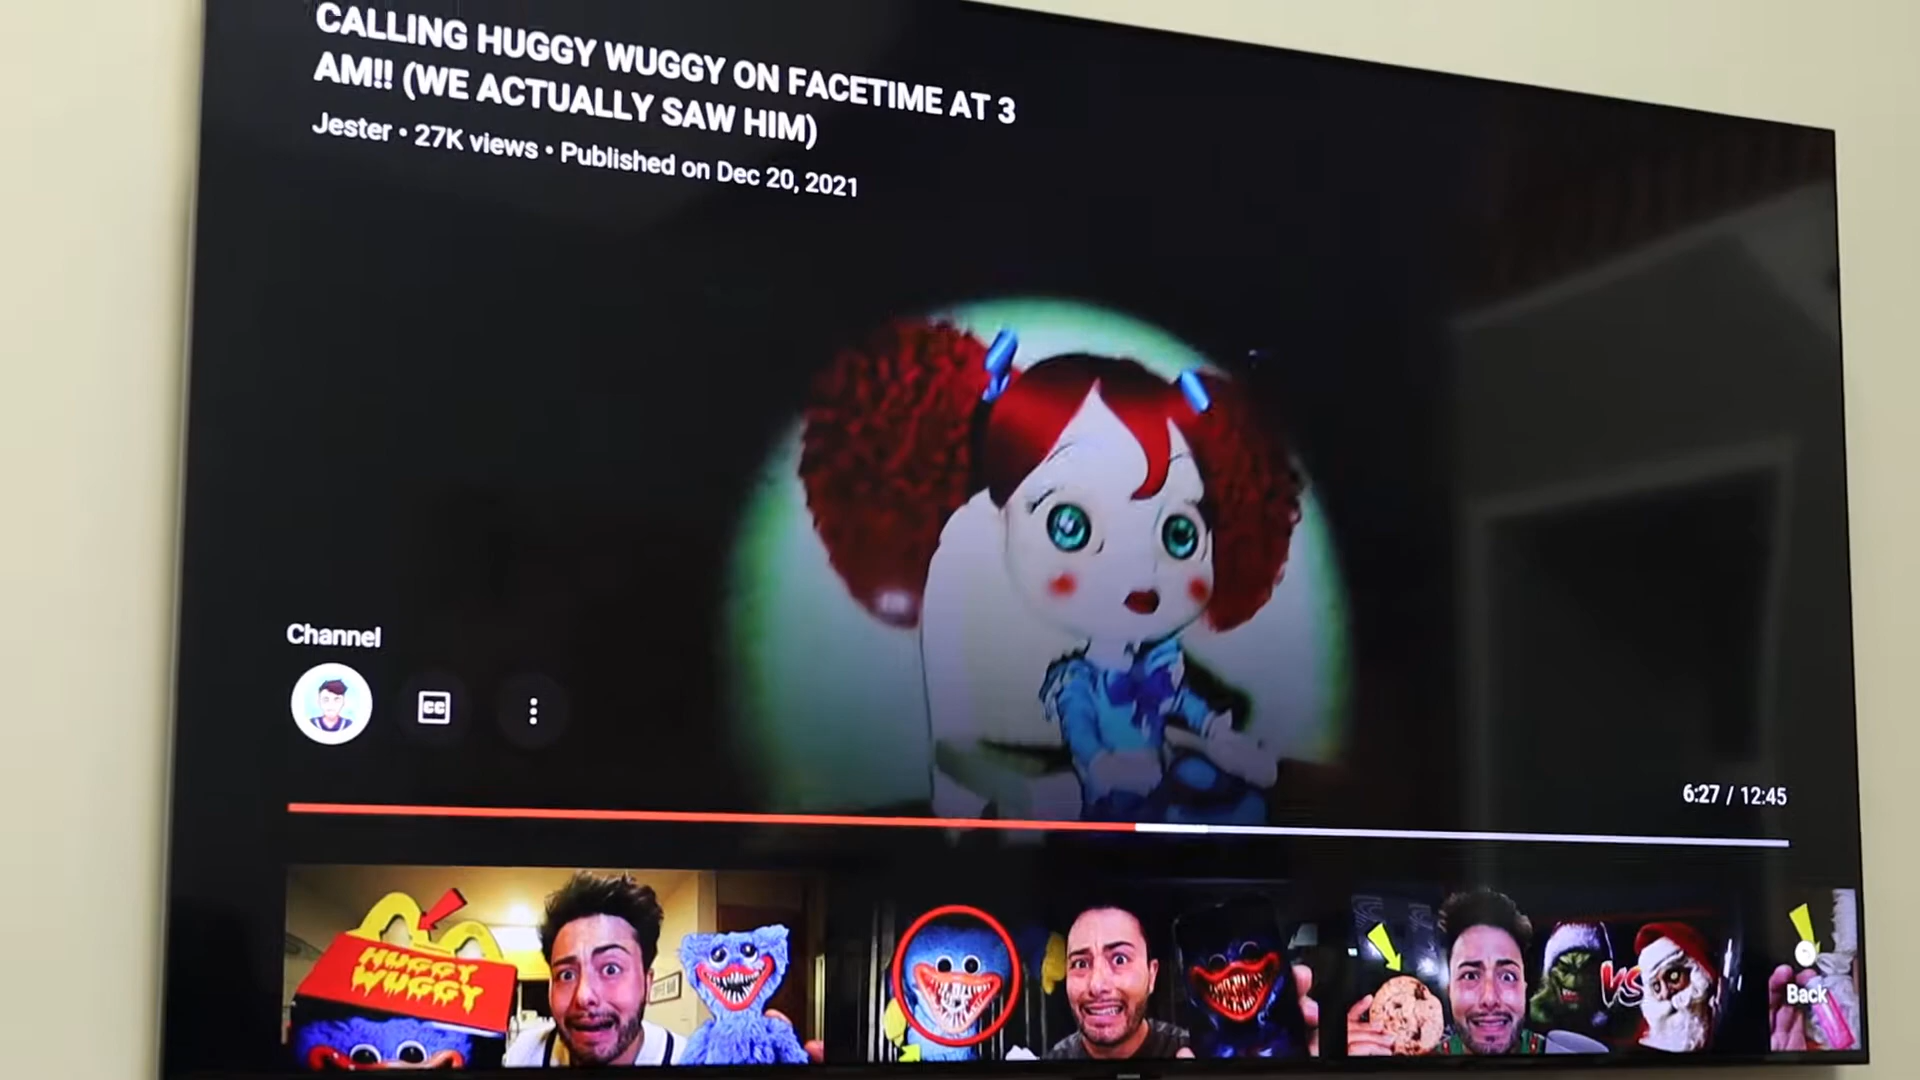 CALLING HUGGY WUGGY ON FACETIME AT 3
AM!! (WE ACTUALLY SAW HIM)
Jester • 27K views • Published on Dec 20, 2021
Channel
CC
6:27 / 12:45
HUGGY
WUGGY
VS
Back